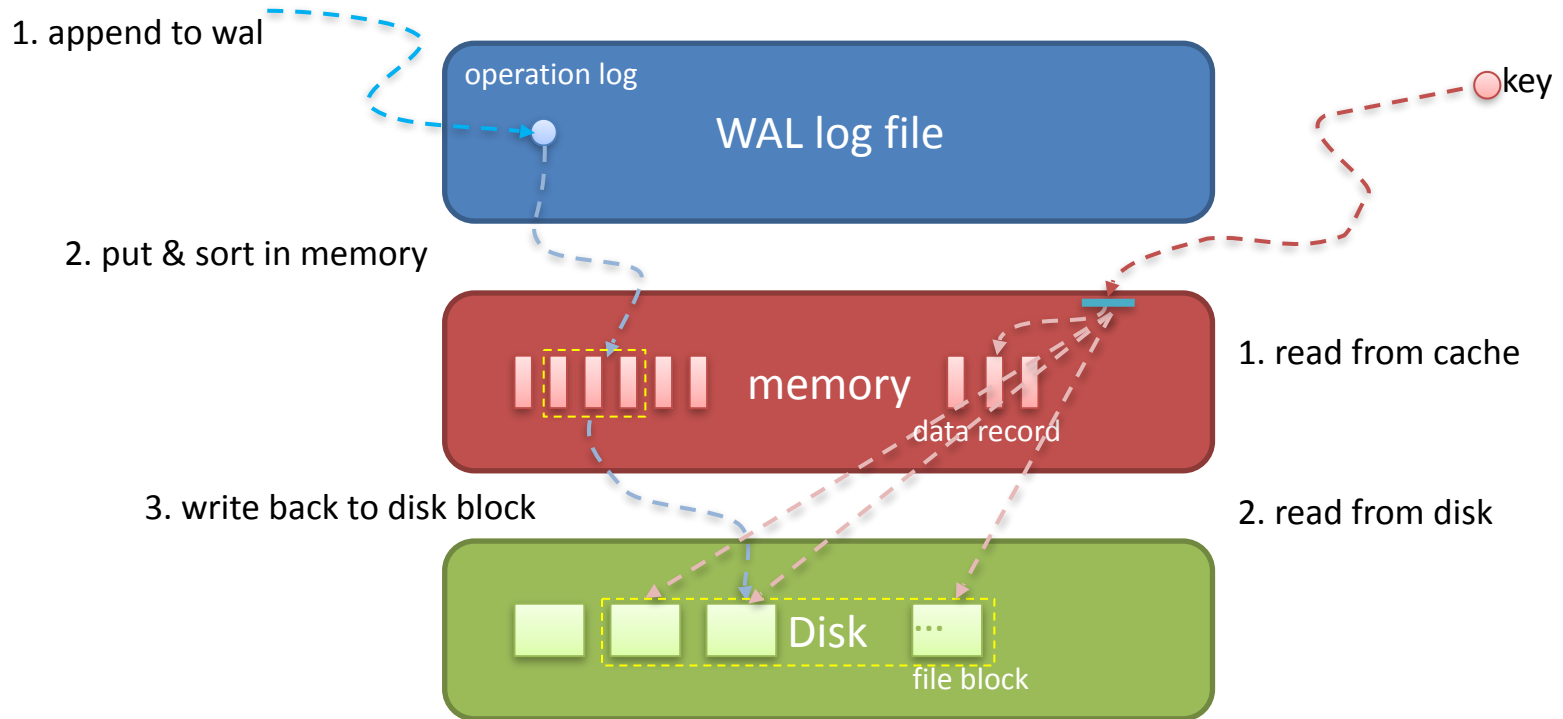 1. append to wal
operation log
WAL log file
key
2. put & sort in memory
memory
data record
1. read from cache
3. write back to disk block
2. read from disk
Disk
...
file block